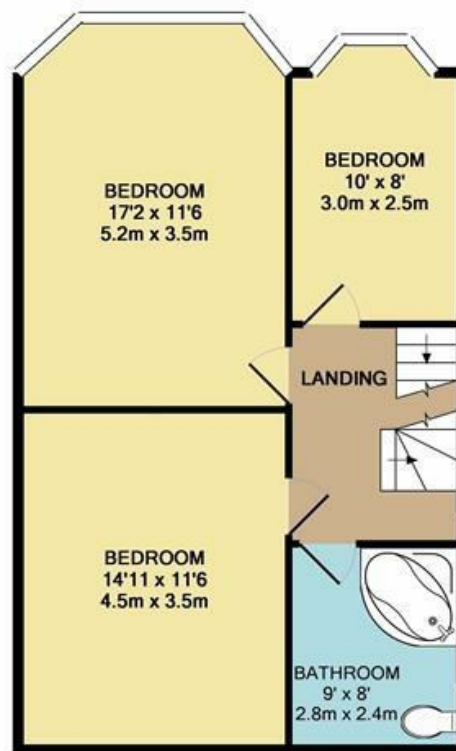 BEDROOM
17'2 x 11'6
5.2m x 3.5m
BEDROOM
10' x 8'
3.0m x 2.5m
LANDING
BEDROOM
14'11 x 11'6
4.5m x 3.5m
BATHROOM
9' x 8'
2.8m x 2.4m